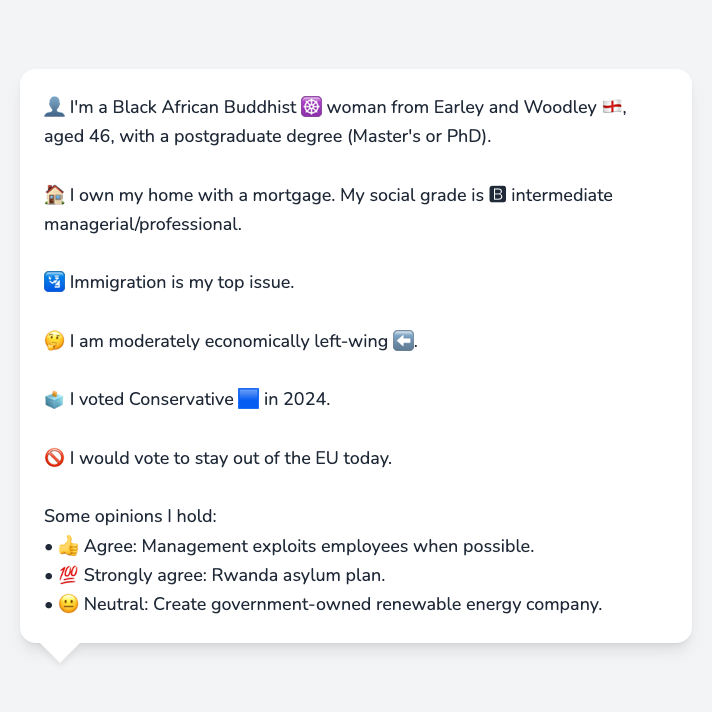 👤 I'm a Black African Buddhist ☸️ woman from Earley and Woodley 🏴󠁧󠁢󠁥󠁮󠁧󠁿,
aged 46, with a postgraduate degree (Master's or PhD).
🏠 I own my home with a mortgage. My social grade is 🅱 intermediate
managerial/professional.
🛂 Immigration is my top issue.
🤔 I am moderately economically left-wing ⬅️.
🗳️ I voted Conservative 🟦 in 2024.
🚫 I would vote to stay out of the EU today.
Some opinions I hold:
• 👍 Agree: Management exploits employees when possible.
• 💯 Strongly agree: Rwanda asylum plan.
• 😐 Neutral: Create government-owned renewable energy company.